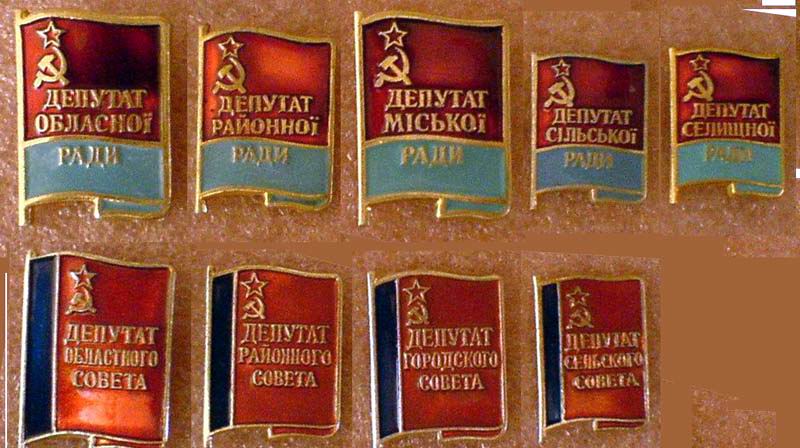 ДЕПУТАТ
ОБЛАСНОЇ
РАДИ
ДЕПУТАТ
РАЙОННОЇ
РАДИ
ДЕПУТАТ
МІСЬКОЇ
РАДИ
ДЕПУТАТ
СІЛЬСЬКОЇ
РАДИ
ДЕПУТАТ
СЕЛИЩНОЇ
РАДИ
ДЕПУТАТ
ОБЛАСТНОГО
СОВЕТА
ДЕПУТАТ
РАЙОННОГО
СОВЕТА
ДЕПУТАТ
ГОРОДСКОГО
СОВЕТА
ДЕПУТАТ
СЕЛЬСКОГО
СОВЕТА